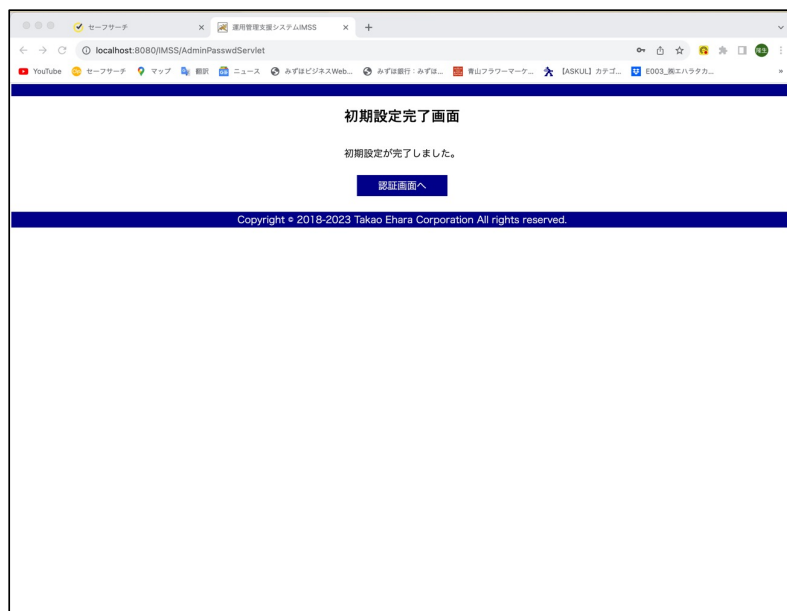 セーフサーチ
運用管理支援システムIMSS
localhost:8080/IMSS/AdminPasswdServlet
YouTube セーフサーチ マップ 翻訳 ニュース みずほビジネスWeb... みずほ銀行：みずほ... 青山フラワーマーケ... 【ASKUL】カテゴ... E003_㈱エハラタカ... »
初期設定完了画面
初期設定が完了しました。
認証画面へ
Copyright © 2018-2023 Takao Ehara Corporation All rights reserved.